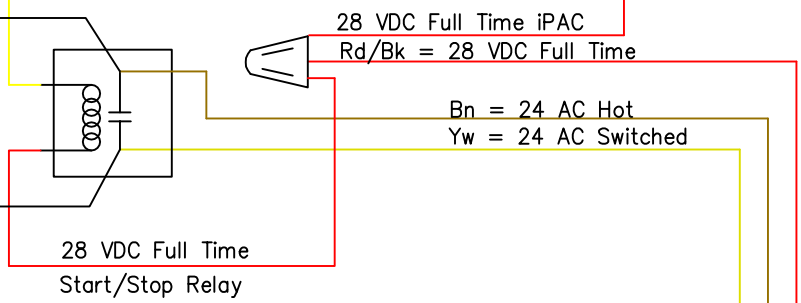 28 VDC Full Time iPAC
Rd/Bk = 28 VDC Full Time
Bn = 24 AC Hot
Yw = 24 AC Switched
28 VDC Full Time
Start/Stop Relay